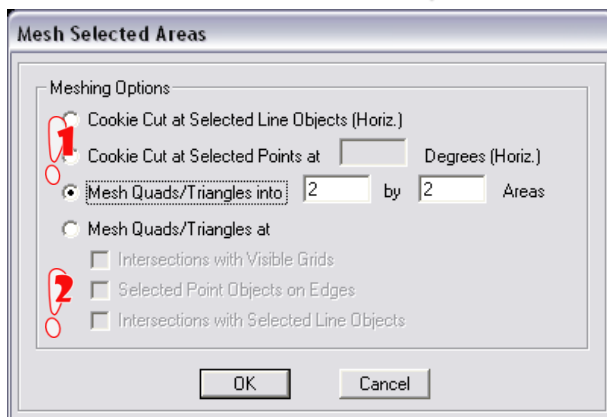 Mesh Selected Areas
Meshing Options
Cookie Cut at Selected Line Objects (Horiz.)
1
Cookie Cut at Selected Points at Degrees (Horiz.)
Mesh Quads/Triangles into 2 by 2 Areas
Mesh Quads/Triangles at
Intersections with Visible Grids
2 Selected Point Objects on Edges
Intersections with Selected Line Objects
OK Cancel